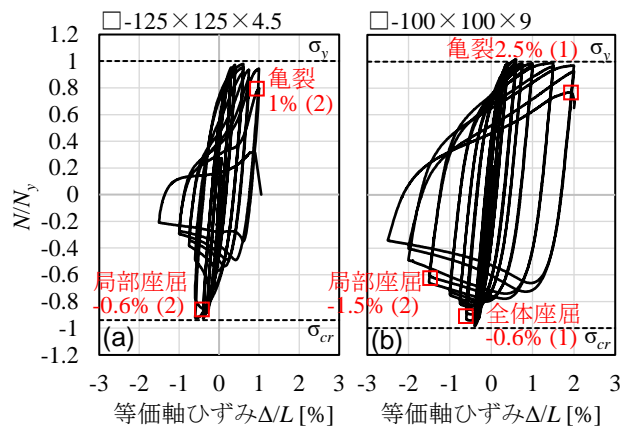 □-125×125×4.5
□-100×100×9
N/Ny
1.2
1
0.8
0.6
0.4
0.2
0
-0.2
-0.4
-0.6
-0.8
-1
-1.2
σy
亀裂
1% (2)
局部座屈
-0.6% (2)
(a)
σcr
-3 -2 -1 0 1 2 3
等価軸ひずみΔ/L [%]
亀裂2.5% (1)
σy
局部座屈
-1.5% (2)
全体座屈
-0.6% (1)
(b)
σcr
-3 -2 -1 0 1 2 3
等価軸ひずみΔ/L [%]